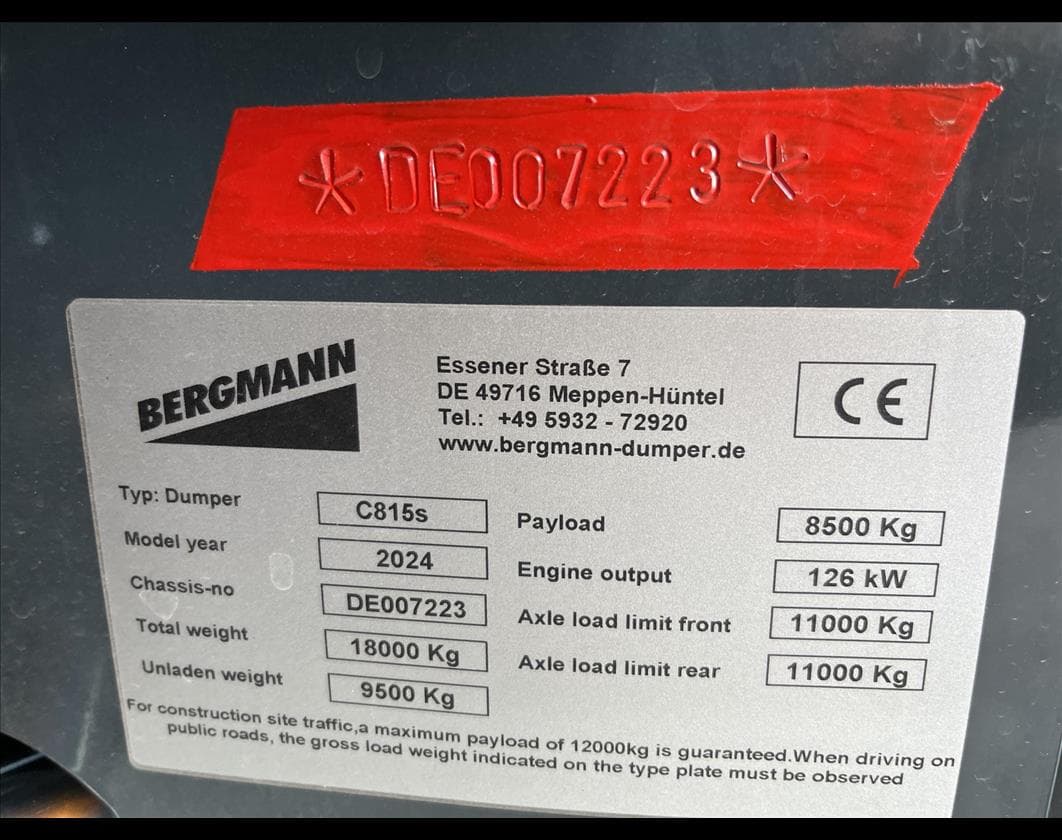 *DE007223*
BERGMANN
Essener Straße 7
DE 49716 Meppen-Hüntel
Tel.: +49 5932 - 72920
www.bergmann-dumper.de
CE
Typ: Dumper C815s
Model year 2024
Chassis-no DE007223
Total weight 18000 Kg
Unladen weight 9500 Kg
Payload 8500 Kg
Engine output 126 kW
Axle load limit front 11000 Kg
Axle load limit rear 11000 Kg
For construction site traffic,a maximum payload of 12000kg is guaranteed.When driving on
public roads, the gross load weight indicated on the type plate must be observed